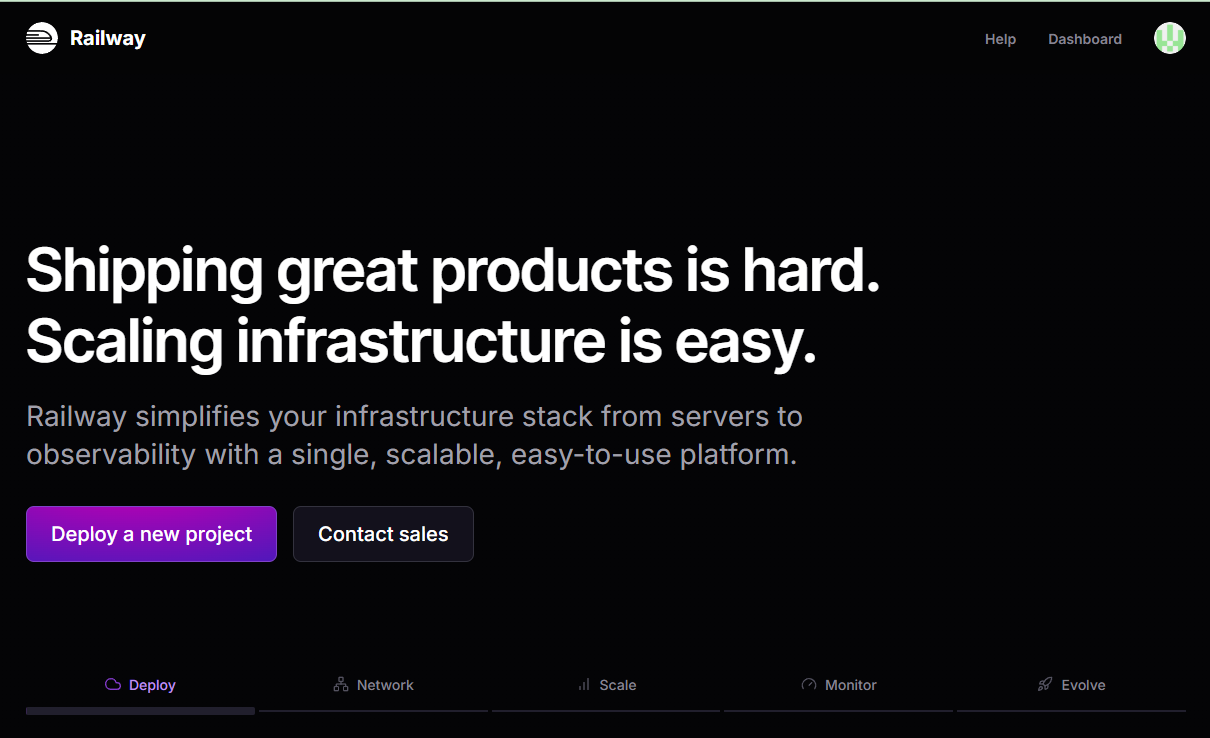 Railway
Help
Dashboard
Shipping great products is hard.
Scaling infrastructure is easy.
Railway simplifies your infrastructure stack from servers to
observability with a single, scalable, easy-to-use platform.
Deploy a new project
Contact sales
Deploy
Network
Scale
Monitor
Evolve